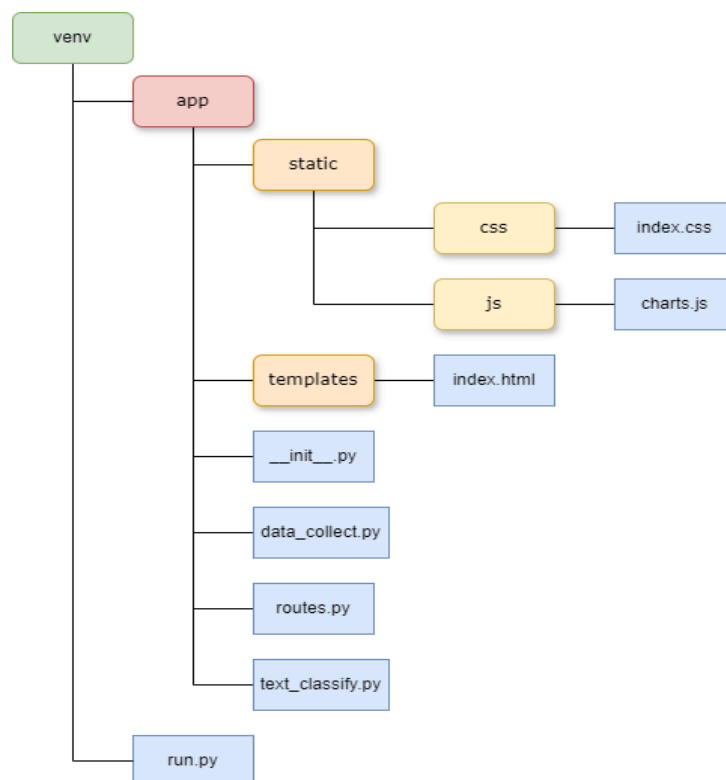 venv
app
static
css
index.css
js
charts.js
templates
index.html
__init__.py
data_collect.py
routes.py
text_classify.py
run.py